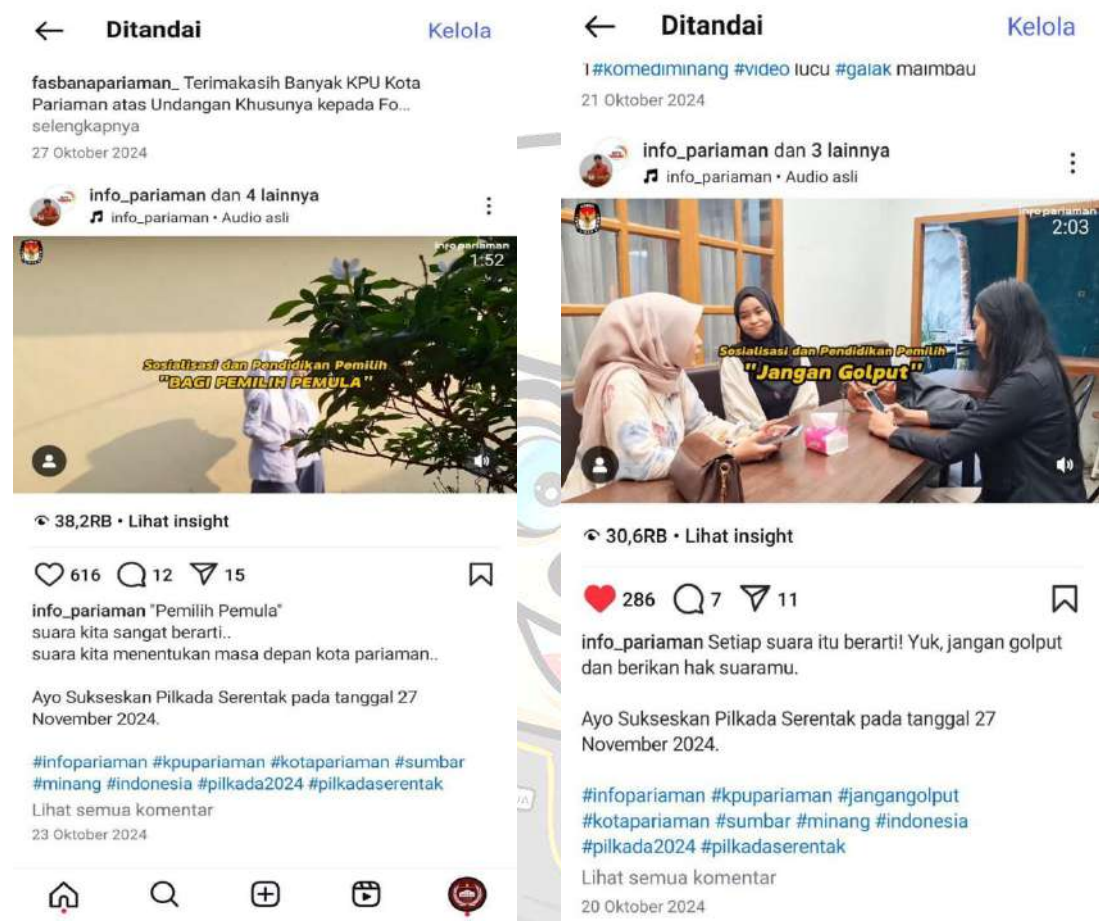 Ditandai
Kelola
fasbanapariaman_ Terimakasih Banyak KPU Kota
Pariaman atas Undangan Khusunya kepada Fo...
selengkapnya
27 Oktober 2024
info_pariaman dan 4 lainnya
info_pariaman • Audio asli
info pariaman
1:52
Sosialisasi dan Pendidikan Pemilih
"BAGI PEMILIH PEMULA"
38,2RB • Lihat insight
616 12 15
info_pariaman "Pemilih Pemula"
suara kita sangat berarti..
suara kita menentukan masa depan kota pariaman..
Ayo Sukseskan Pilkada Serentak pada tanggal 27
November 2024.
#infopariaman #kpupariaman #kotapariaman #sumbar
#minang #indonesia #pilkada2024 #pilkadaserentak
Lihat semua komentar
23 Oktober 2024
Ditandai
Kelola
1#komediminang #video lucu #galak maimbau
21 Oktober 2024
info_pariaman dan 3 lainnya
info_pariaman • Audio asli
info pariaman
2:03
Sosialisasi dan Pendidikan Pemilih
"Jangan Golput"
30,6RB • Lihat insight
286 7 11
info_pariaman Setiap suara itu berarti! Yuk, jangan golput
dan berikan hak suaramu.
Ayo Sukseskan Pilkada Serentak pada tanggal 27
November 2024.
#infopariaman #kpupariaman #jangangolput
#kotapariaman #sumbar #minang #indonesia
#pilkada2024 #pilkadaserentak
Lihat semua komentar
20 Oktober 2024